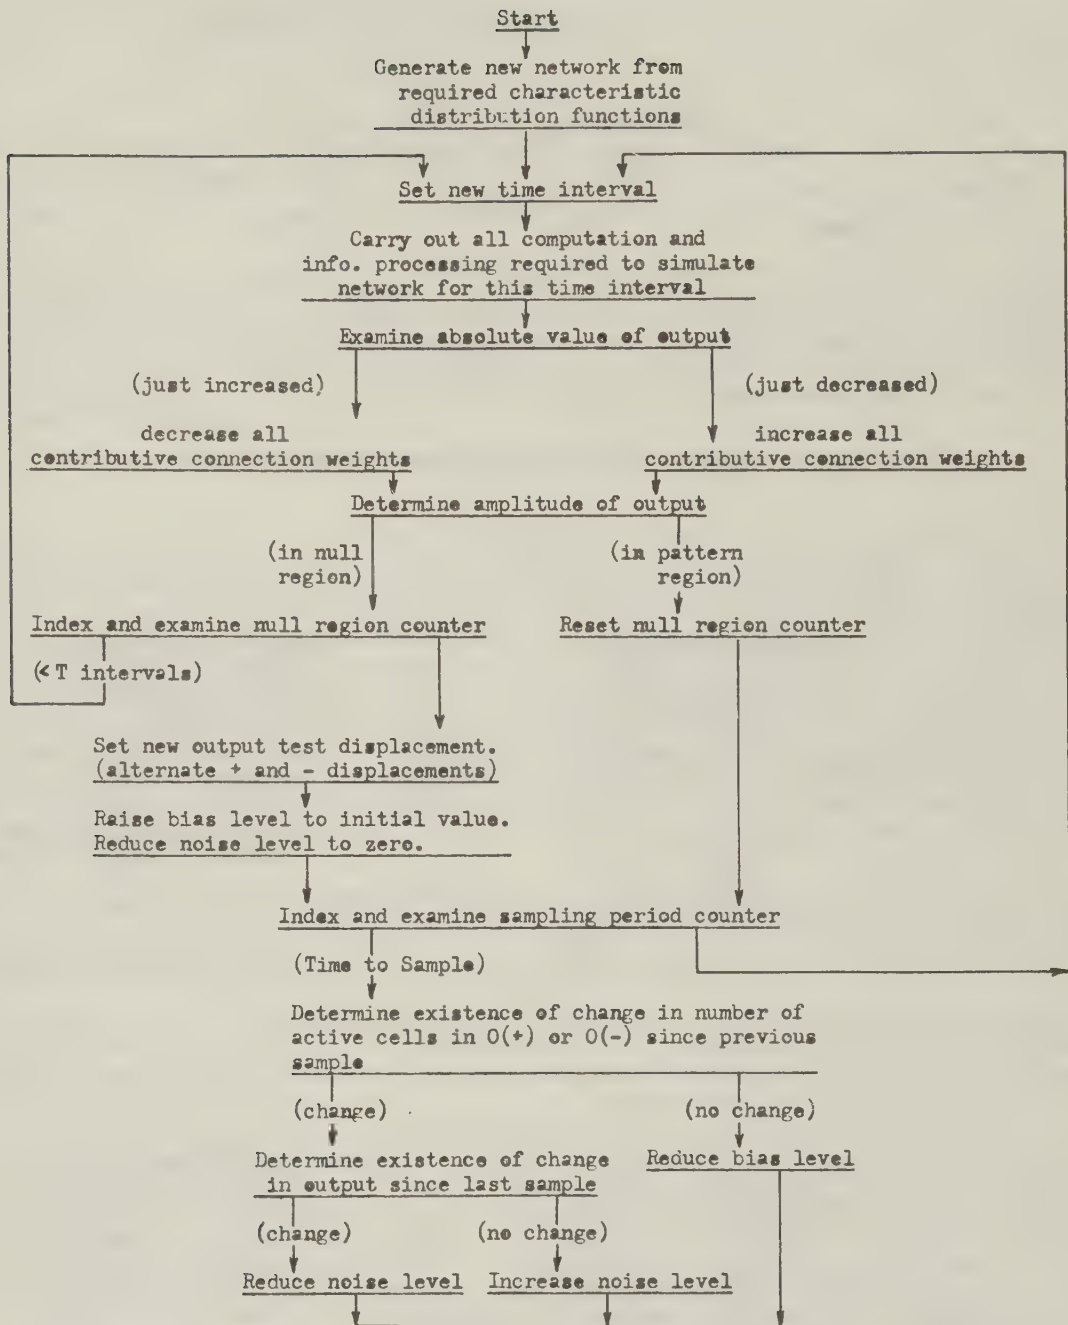 Start
Generate new network from
required characteristic
distribution functions
Set new time interval
Carry out all computation and
info. processing required to simulate
network for this time interval
Examine absolute value of output
(just increased)
(just decreased)
decrease all
contributive connection weights
increase all
contributive connection weights
Determine amplitude of output
(in null
region)
(in pattern
region)
Index and examine null region counter
Reset null region counter
(< T intervals)
Set new output test displacement.
(alternate + and - displacements)
Raise bias level to initial value.
Reduce noise level to zero.
Index and examine sampling period counter
(Time to Sample)
Determine existence of change in number of
active cells in O(+) or O(-) since previous
sample
(change)
(no change)
Determine existence of change
in output since last sample
Reduce bias level
(change)
(no change)
Reduce noise level
Increase noise level